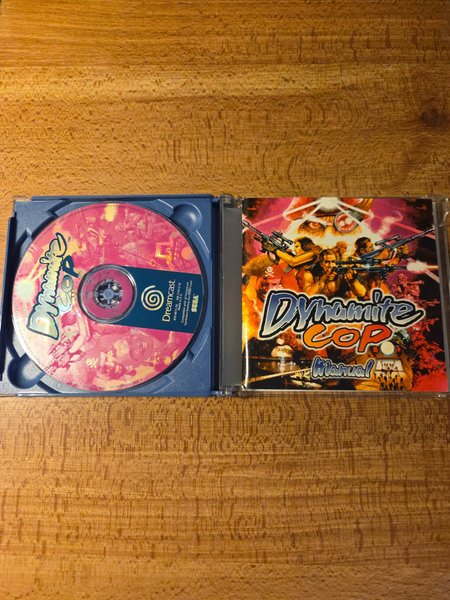 Dynamite
COP
Dreamcast
SEGA
Dynamite
COP
Manual